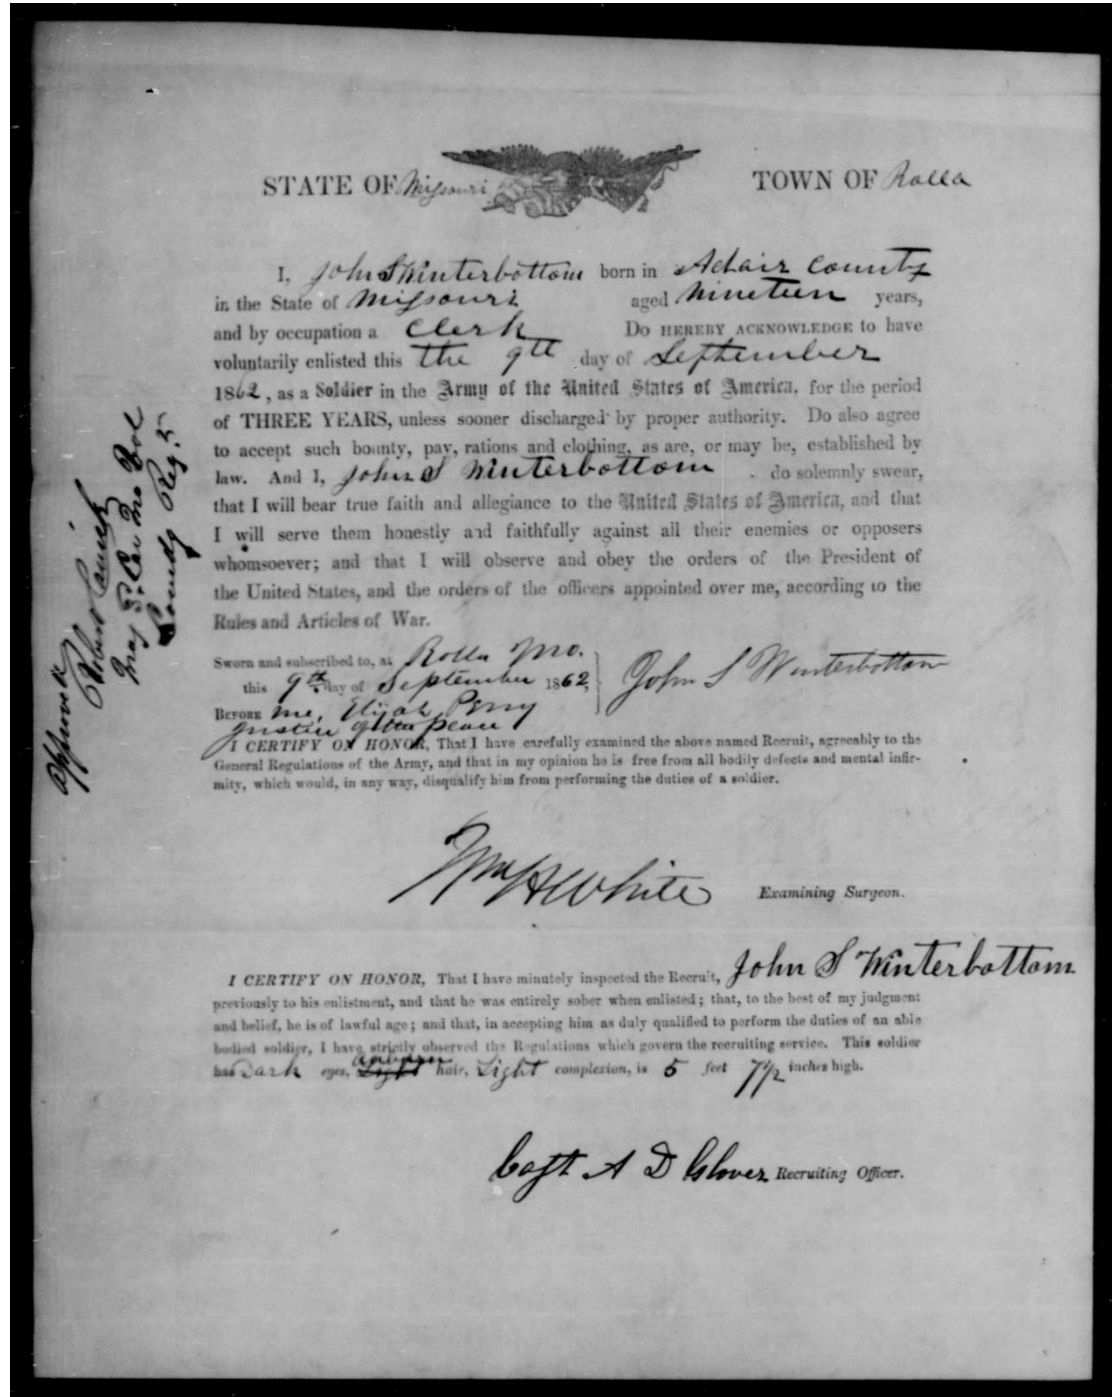 STATE OF Missouri
TOWN OF Rolla
I, John S Winterbottom born in Adair County
in the State of Missouri aged Nineteen years,
and by occupation a Clerk Do HEREBY ACKNOWLEDGE to have
voluntarily enlisted this the 9th day of September
1862, as a Soldier in the Army of the United States of America, for the period
of THREE YEARS, unless sooner discharged by proper authority. Do also agree
to accept such bounty, pay, rations and clothing, as are, or may be, established by
law. And I, John S Winterbottom do solemnly swear,
that I will bear true faith and allegiance to the United States of America, and that
I will serve them honestly and faithfully against all their enemies or opposers
whomsoever; and that I will observe and obey the orders of the President of
the United States, and the orders of the officers appointed over me, according to the
Rules and Articles of War.
Sworn and subscribed to, at Rolla Mo.
this 9th day of September 1862,
John S Winterbottom
BEFORE me, Elijah Perry
Justice of the peace
I CERTIFY ON HONOR, That I have carefully examined the above named Recruit, agreeably to the
General Regulations of the Army, and that in my opinion he is free from all bodily defects and mental infir-
mity, which would, in any way, disqualify him from performing the duties of a soldier.
Wm H White Examining Surgeon.
I CERTIFY ON HONOR, That I have minutely inspected the Recruit, John S Winterbottom
previously to his enlistment, and that he was entirely sober when enlisted; that, to the best of my judgment
and belief, he is of lawful age; and that, in accepting him as duly qualified to perform the duties of an able
bodied soldier, I have strictly observed the Regulations which govern the recruiting service. This soldier
has Dark eyes, Light auburn hair, Light complexion, is 5 feet 7 1/2 inches high.
Capt A D Glover Recruiting Officer.
Approved
Robert
Maj 3 Cav Mo Vol
Comdg Reg.